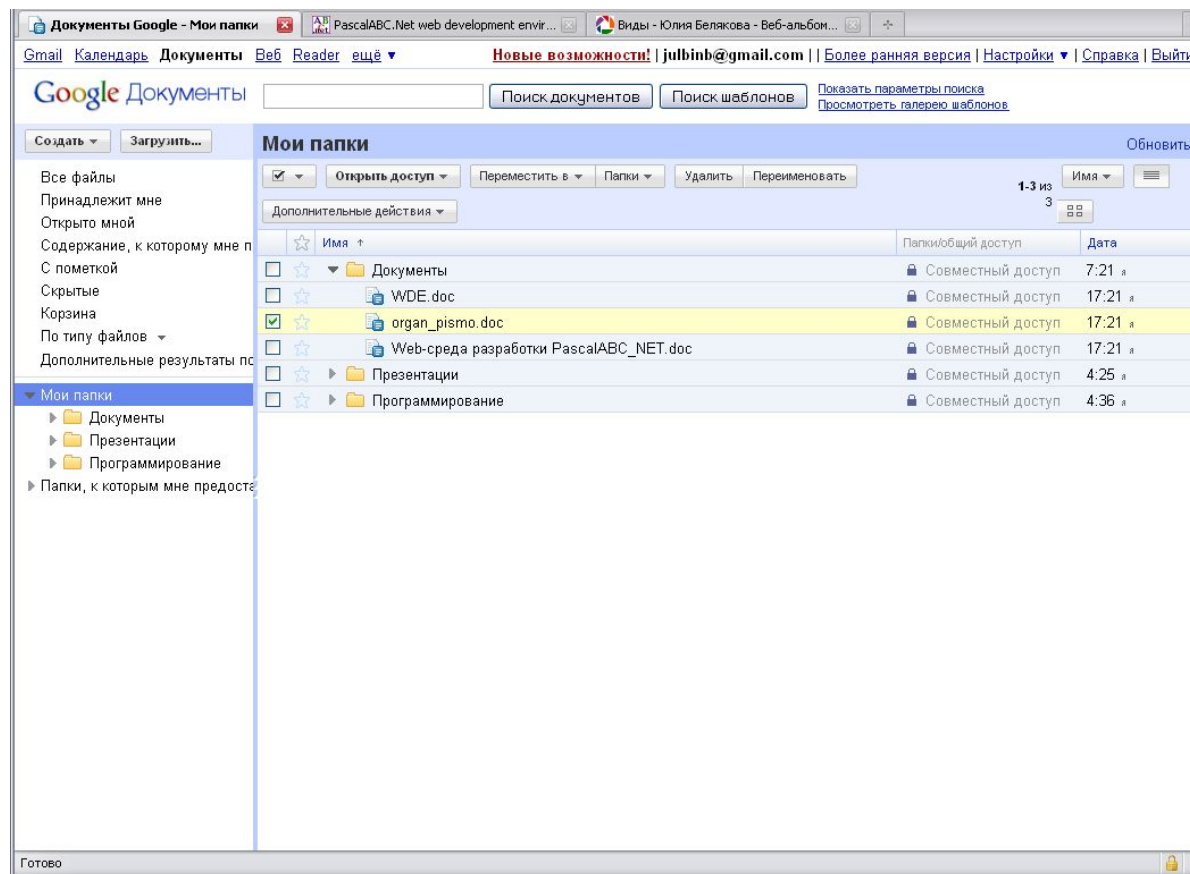 Документы Google - Мои папки
PascalABC.Net web development envir...
Виды - Юлия Белякова - Веб-альбом...
Gmail Календарь Документы Веб Reader ещё ▼ Новые возможности! | julbinb@gmail.com | | Более ранняя версия | Настройки ▼ | Справка | Выйти
Google Документы
Поиск документов
Поиск шаблонов
Показать параметры поиска
Просмотреть галерею шаблонов
Создать
Загрузить...
Мои папки
Обновить
Все файлы
Принадлежит мне
Открыто мной
Содержание, к которому мне п
С пометкой
Скрытые
Корзина
По типу файлов
Дополнительные результаты по
Мои папки
Документы
Презентации
Программирование
Папки, к которым мне предоста
Открыть доступ
Переместить в
Папки
Удалить
Переименовать
1-3 из
3
Имя
Дополнительные действия
Имя ↑ Папки/общий доступ Дата
Документы Совместный доступ 7:21 я
WDE.doc Совместный доступ 17:21 я
organ_pismo.doc Совместный доступ 17:21 я
Web-среда разработки PascalABC_NET.doc Совместный доступ 17:21 я
Презентации Совместный доступ 4:25 я
Программирование Совместный доступ 4:36 я
Готово